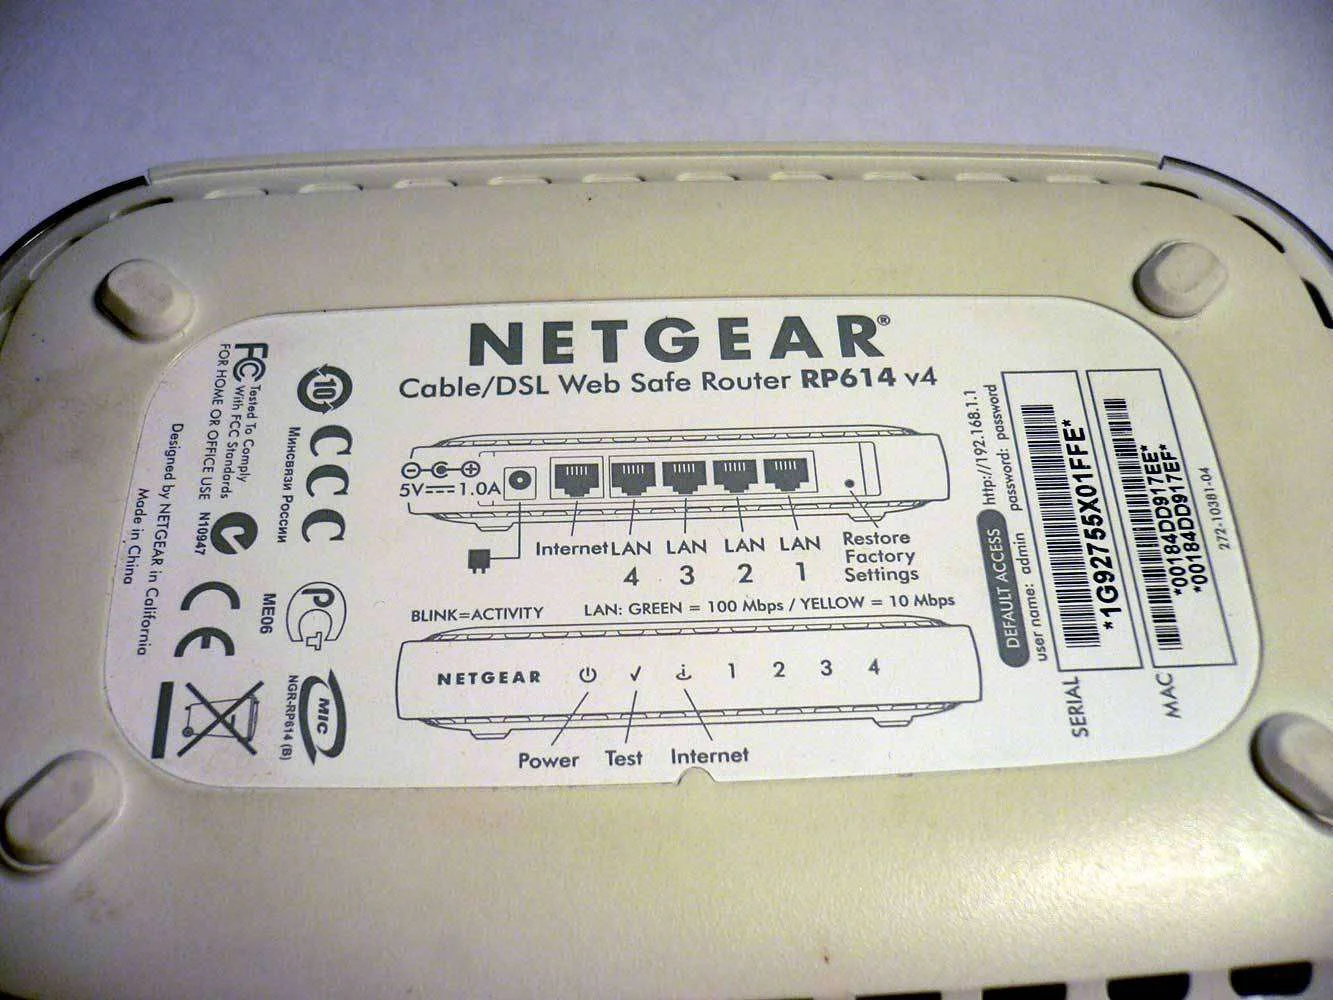 NETGEAR®
Cable/DSL Web Safe Router RP614 v4
5V 1.0A
Internet LAN LAN LAN LAN
4 3 2 1
Restore
Factory
Settings
BLINK=ACTIVITY
LAN: GREEN = 100 Mbps / YELLOW = 10 Mbps
NETGEAR 1 2 3 4
Power Test Internet
DEFAULT ACCESS
http://192.168.1.1
user name: admin password: password
SERIAL
*1G92755X01FFE*
MAC
*00184DD917EE*
*00184DD917EF*
272-10381-04
10
CCC
Минсвязи России
PCT
ME06
MIC
NGR-RP614 (B)
FC
Tested To Comply
With FCC Standards
FOR HOME OR OFFICE USE
N10947
CE
Designed by NETGEAR in California
Made in China